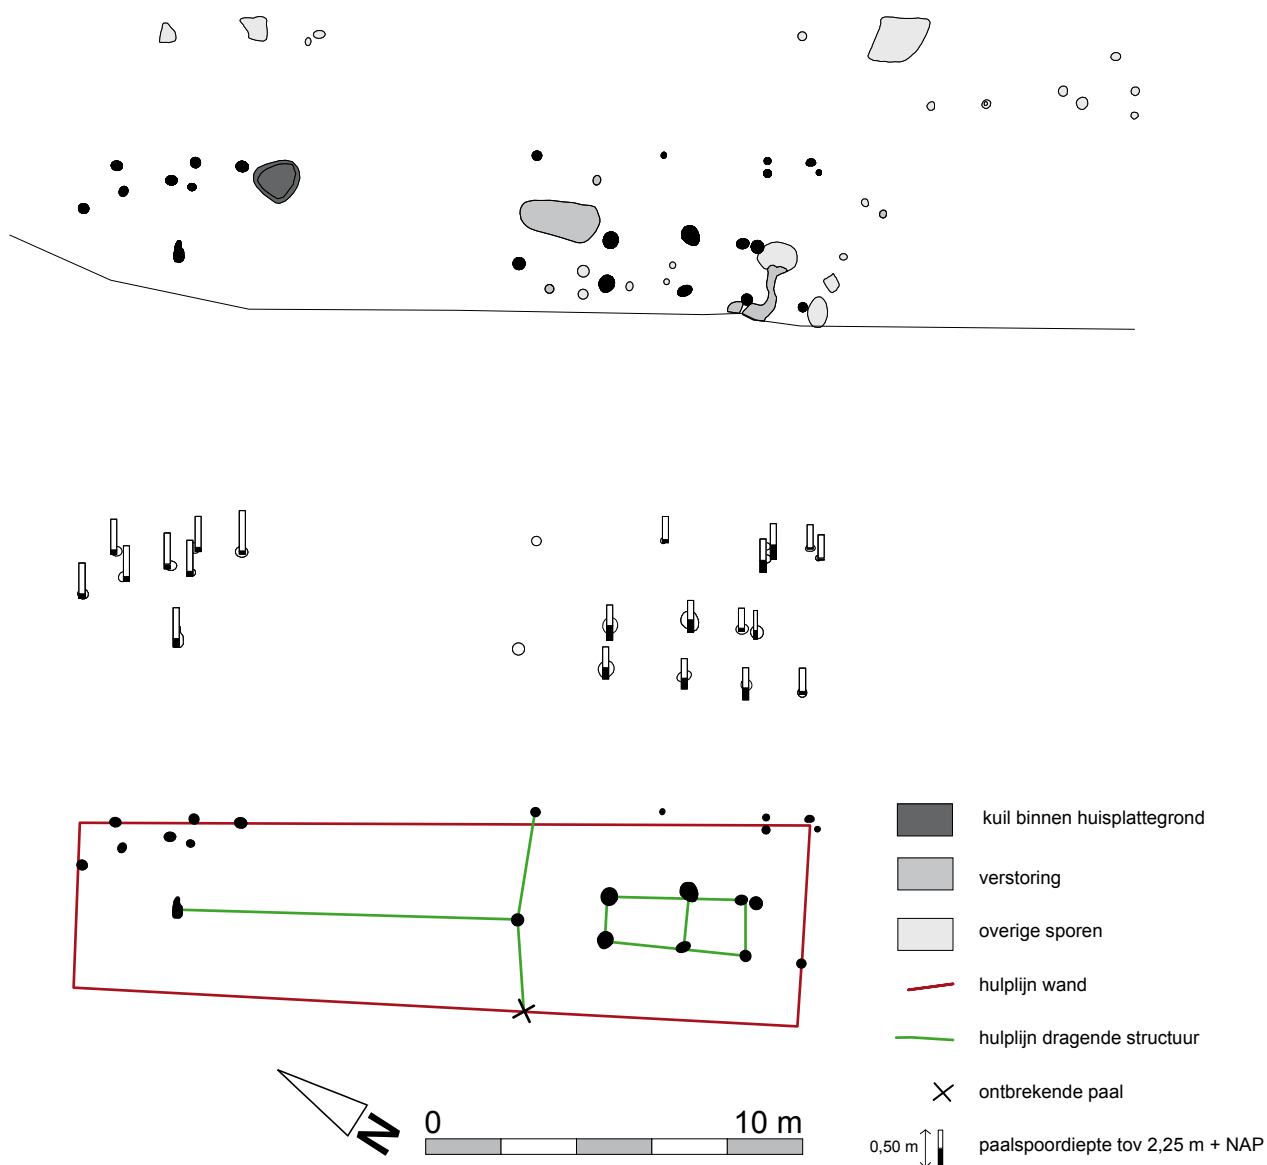 kuil binnen huisplattegrond
verstoring
overige sporen
hulplijn wand
hulplijn dragende structuur
ontbrekende paal
0,50 m paalspoordiepte tov 2,25 m + NAP
N
0 10 m